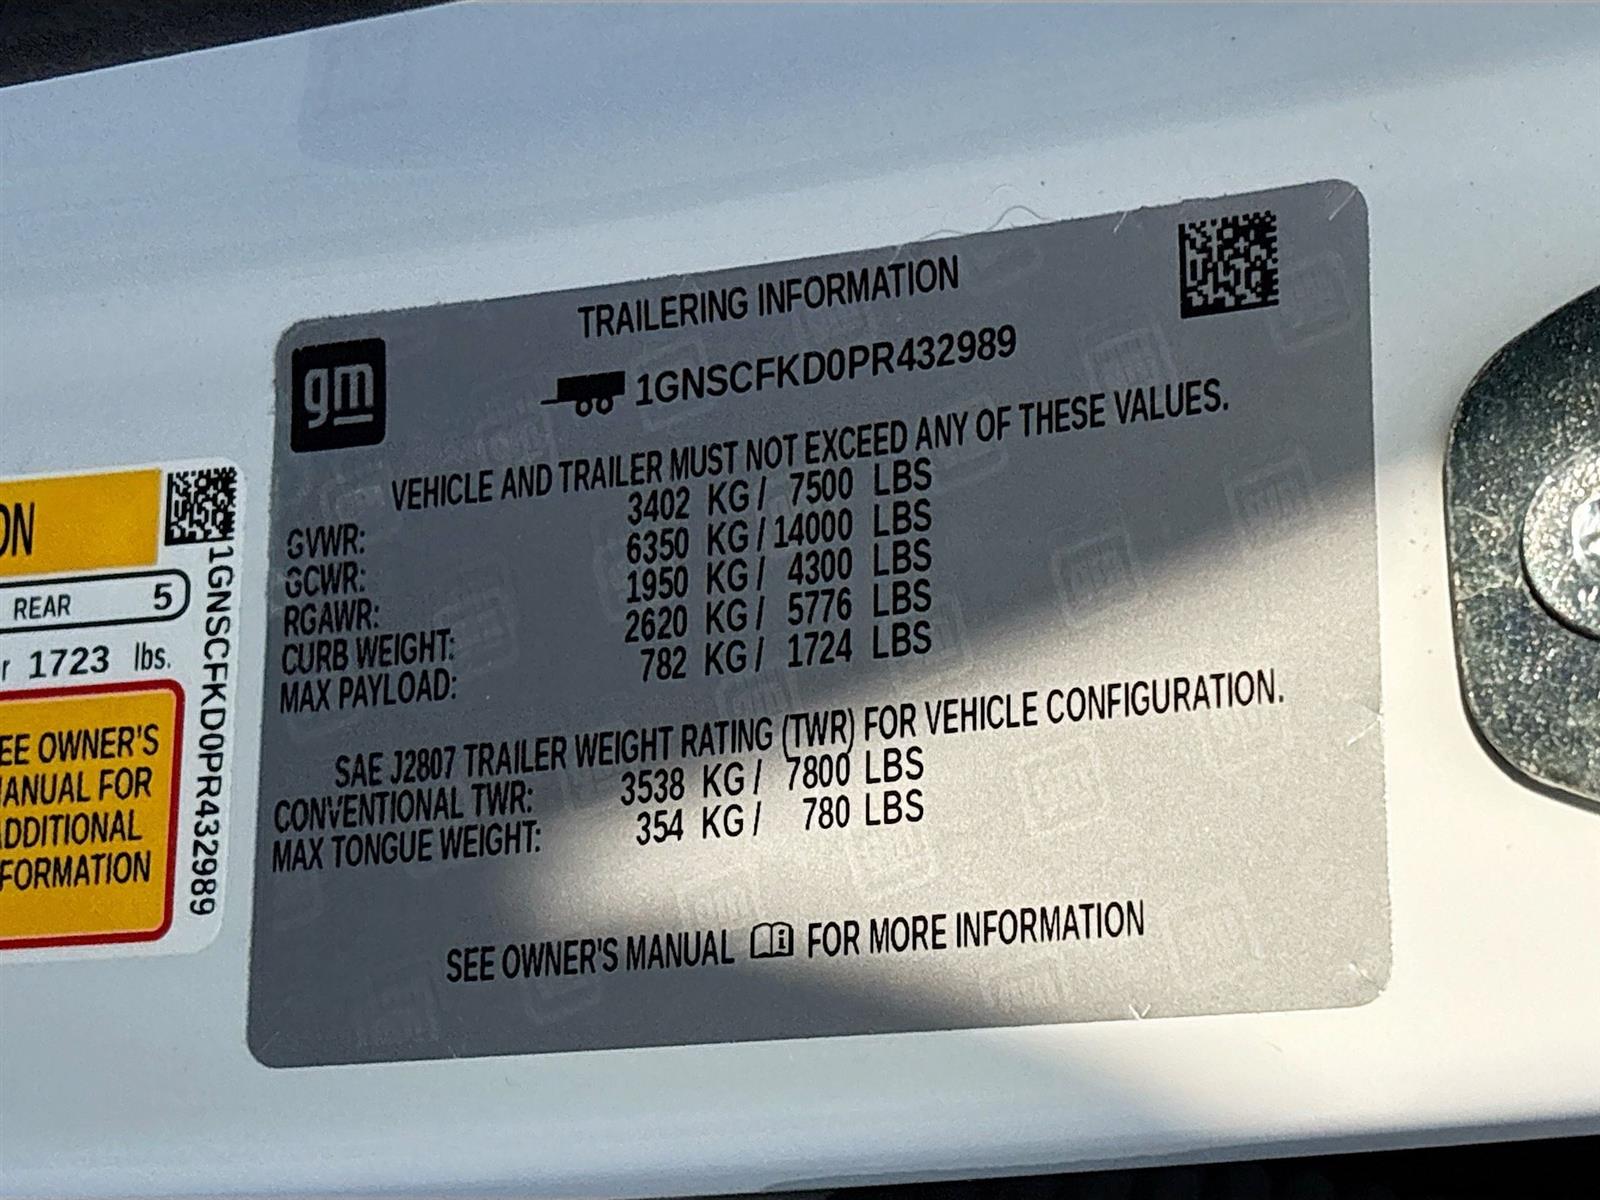 ON
REAR 5
r 1723 lbs.
EE OWNER'S
ANUAL FOR
ADDITIONAL
FORMATION
1GNSCFKD0PR432989
gm
TRAILERING INFORMATION
1GNSCFKD0PR432989
VEHICLE AND TRAILER MUST NOT EXCEED ANY OF THESE VALUES.
GVWR: 3402 KG / 7500 LBS
GCWR: 6350 KG / 14000 LBS
RGAWR: 1950 KG / 4300 LBS
CURB WEIGHT: 2620 KG / 5776 LBS
MAX PAYLOAD: 782 KG / 1724 LBS
SAE J2807 TRAILER WEIGHT RATING (TWR) FOR VEHICLE CONFIGURATION.
CONVENTIONAL TWR: 3538 KG / 7800 LBS
MAX TONGUE WEIGHT: 354 KG / 780 LBS
SEE OWNER'S MANUAL FOR MORE INFORMATION